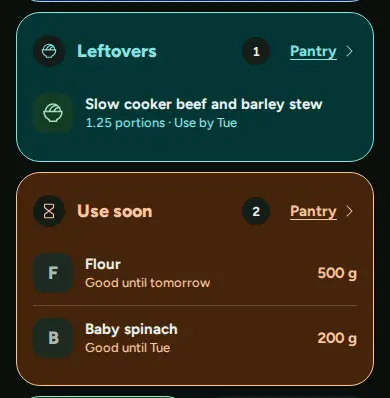 Leftovers
1
Pantry
Slow cooker beef and barley stew
1.25 portions · Use by Tue
Use soon
2
Pantry
F
Flour
Good until tomorrow
500 g
B
Baby spinach
Good until Tue
200 g